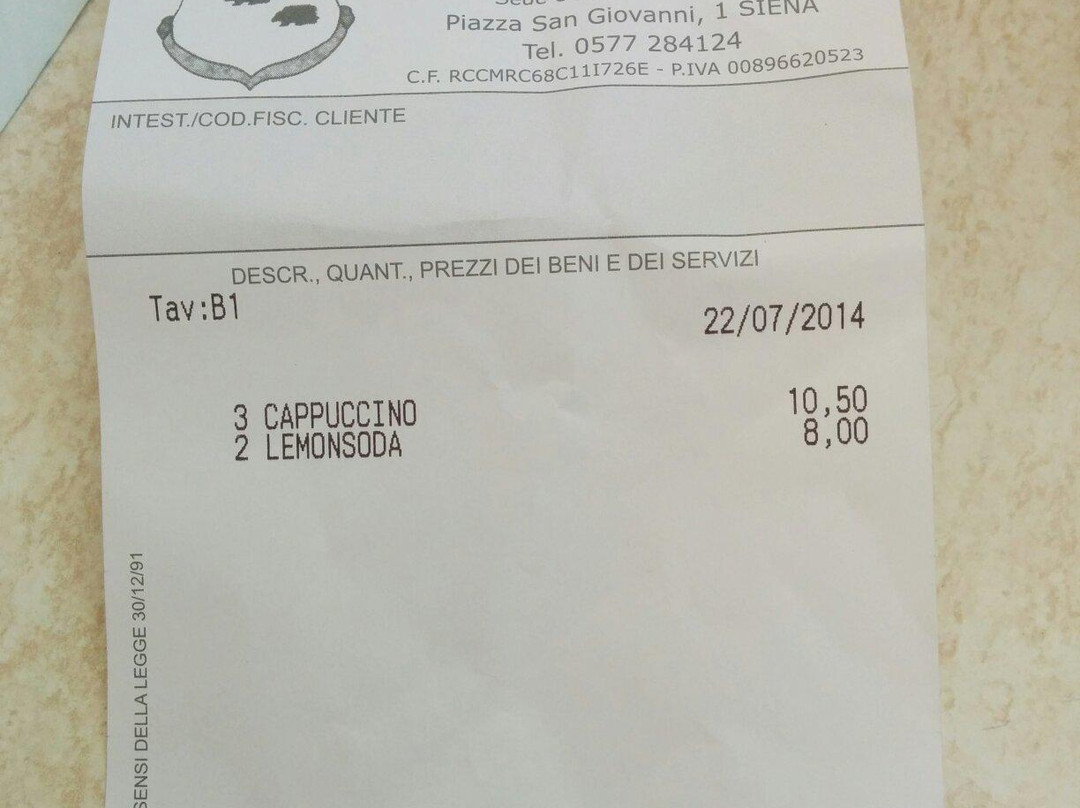 Piazza San Giovanni, 1 SIENA
Tel. 0577 284124
C.F. RCCMRC68C11I726E - P.IVA 00896620523
INTEST./COD.FISC. CLIENTE
DESCR., QUANT., PREZZI DEI BENI E DEI SERVIZI
Tav:B1
22/07/2014
3 CAPPUCCINO 10,50
2 LEMONSODA 8,00
SENSI DELLA LEGGE 30/12/91